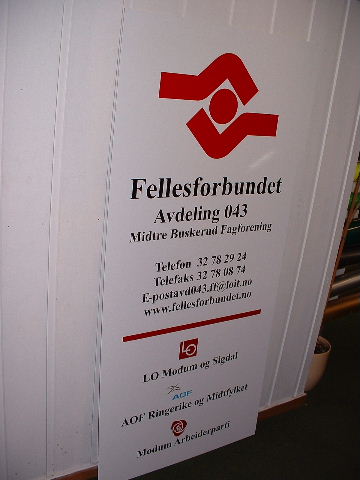 Fellesforbundet
Avdeling 043
Midtre Buskerud Fagforening
Telefon 32 78 29 24
Telefaks 32 78 08 74
E-postavd043.ff@loit.no
www.fellesforbundet.no
LO
LO Modum og Sigdal
AOF
AOF Ringerike og Midtfylket
Modum Arbeiderparti